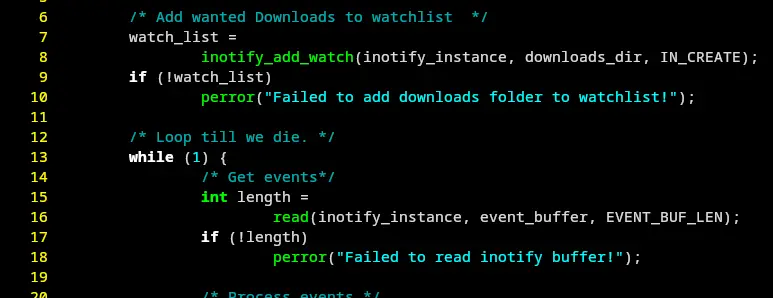 6 /* Add wanted Downloads to watchlist  */
7 watch_list =
8 inotify_add_watch(inotify_instance, downloads_dir, IN_CREATE);
9 if (!watch_list)
10 perror("Failed to add downloads folder to watchlist!");
11
12 /* Loop till we die. */
13 while (1) {
14 /* Get events*/
15 int length =
16 read(inotify_instance, event_buffer, EVENT_BUF_LEN);
17 if (!length)
18 perror("Failed to read inotify buffer!");
19
20 /* Process events */